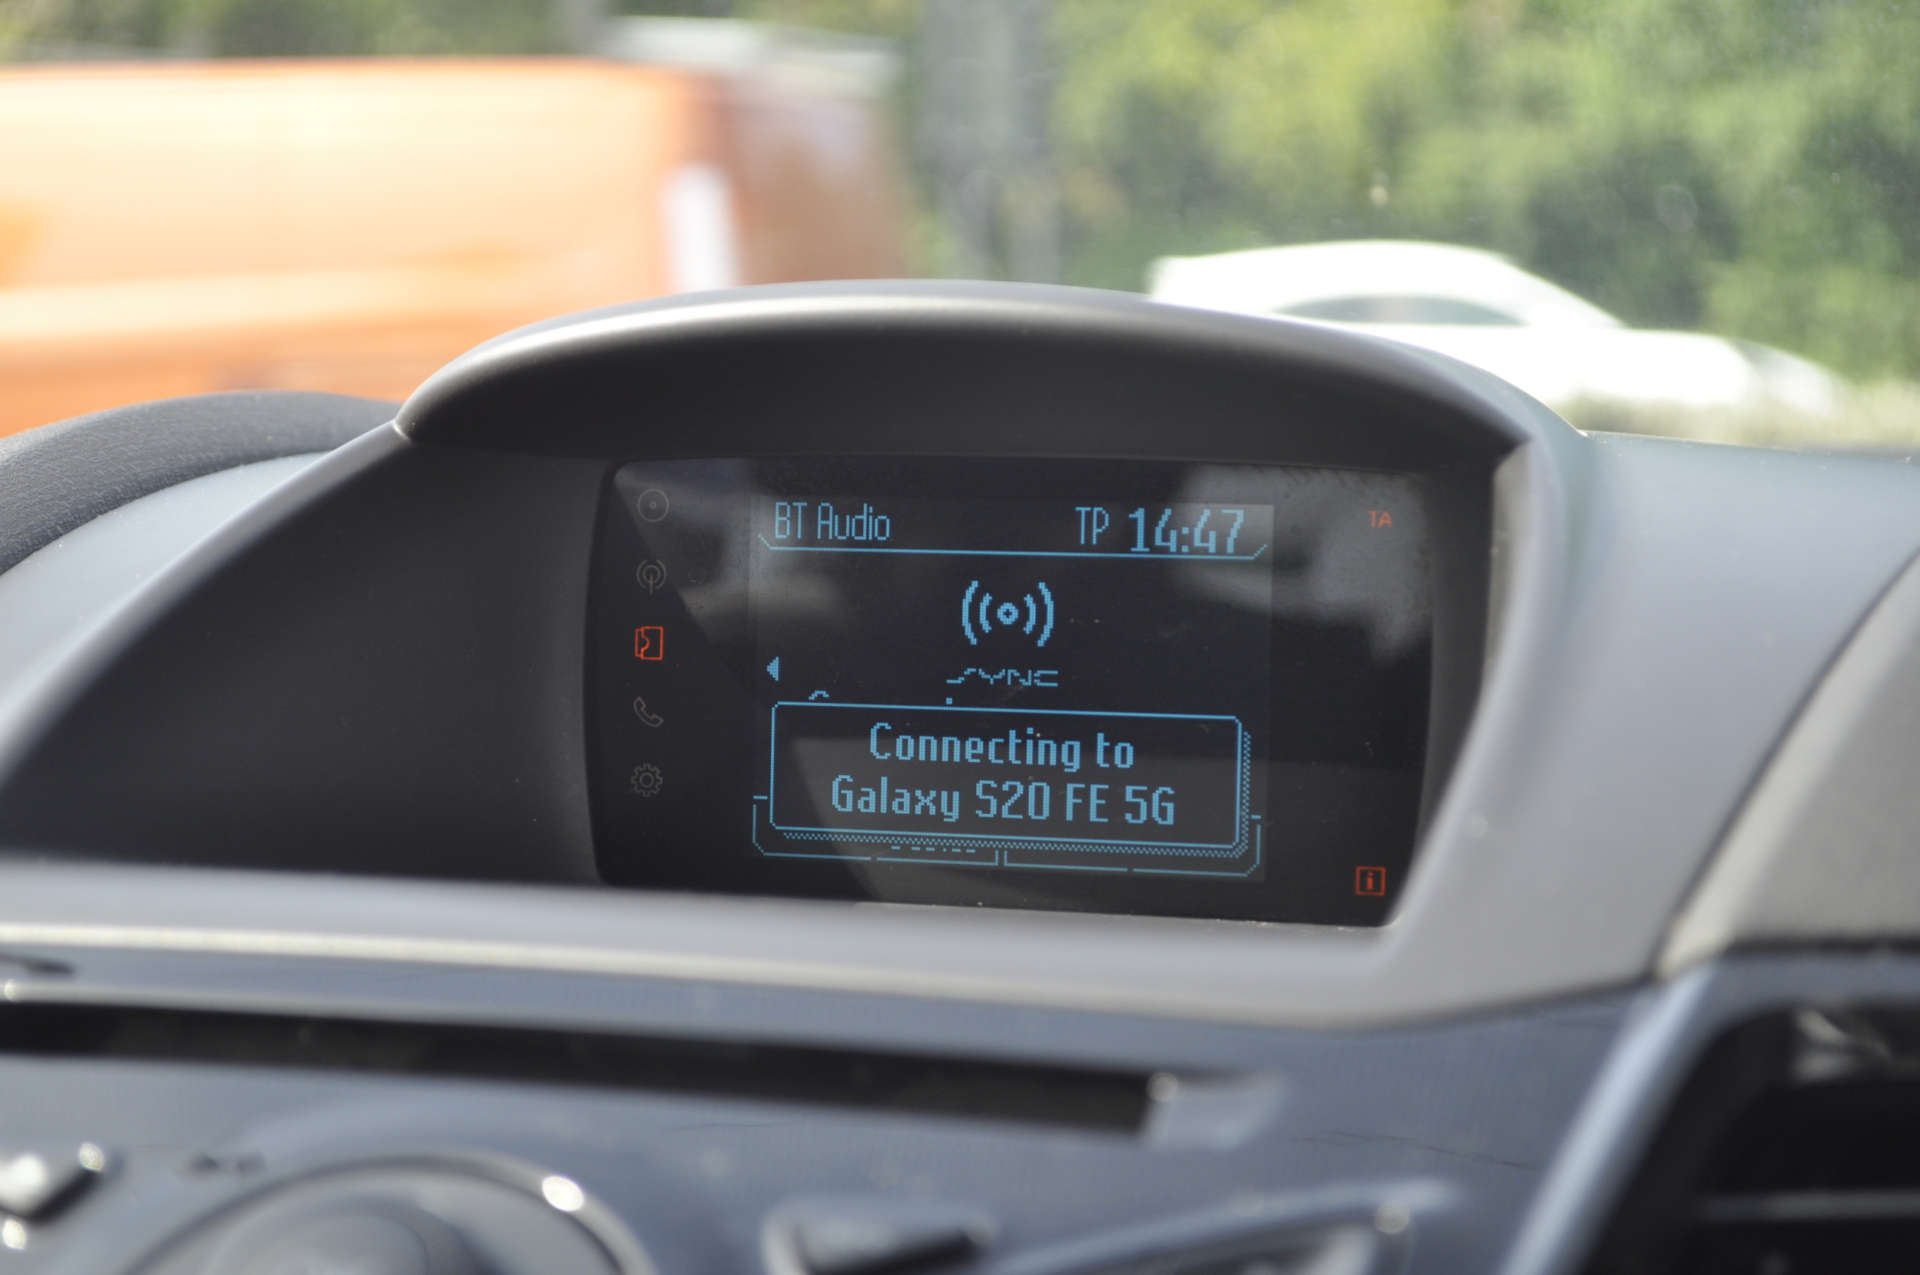 BT Audio TP 14:47 TA
SYNC
Connecting to
Galaxy S20 FE 5G
i